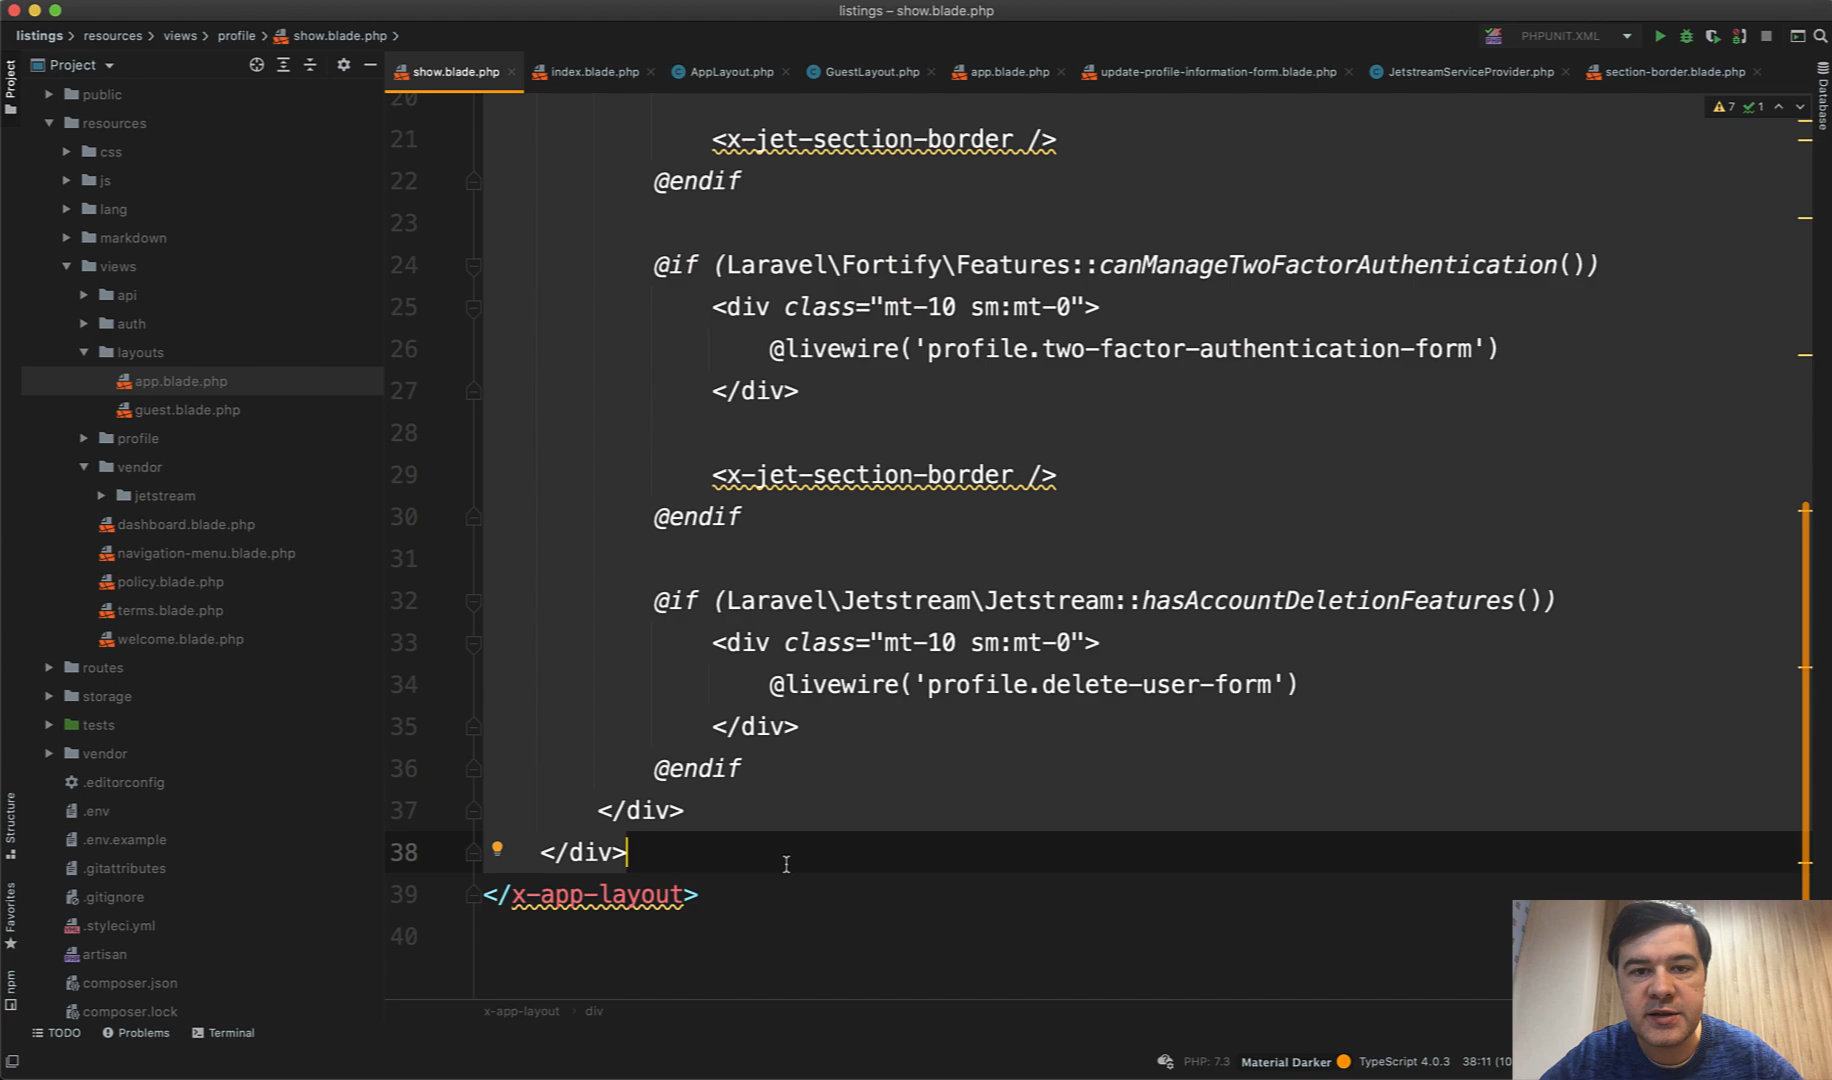 listings – show.blade.php
listings > resources > views > profile > show.blade.php >
PHPUNIT.XML
Project
show.blade.php
index.blade.php
AppLayout.php
GuestLayout.php
app.blade.php
update-profile-information-form.blade.php
JetstreamServiceProvider.php
section-border.blade.php
Project
Structure
Favorites
npm
Database
public
resources
css
js
lang
markdown
views
api
auth
layouts
app.blade.php
guest.blade.php
profile
vendor
jetstream
dashboard.blade.php
navigation-menu.blade.php
policy.blade.php
terms.blade.php
welcome.blade.php
routes
storage
tests
vendor
.editorconfig
.env
.env.example
.gitattributes
.gitignore
.styleci.yml
artisan
composer.json
composer.lock
7 1
20
21 <x-jet-section-border />
22 @endif
23
24 @if (Laravel\Fortify\Features::canManageTwoFactorAuthentication())
25 <div class="mt-10 sm:mt-0">
26 @livewire('profile.two-factor-authentication-form')
27 </div>
28
29 <x-jet-section-border />
30 @endif
31
32 @if (Laravel\Jetstream\Jetstream::hasAccountDeletionFeatures())
33 <div class="mt-10 sm:mt-0">
34 @livewire('profile.delete-user-form')
35 </div>
36 @endif
37 </div>
38 </div>
39 </x-app-layout>
40
x-app-layout > div
TODO Problems Terminal
PHP: 7.3 Material Darker TypeScript 4.0.3 38:11 (10